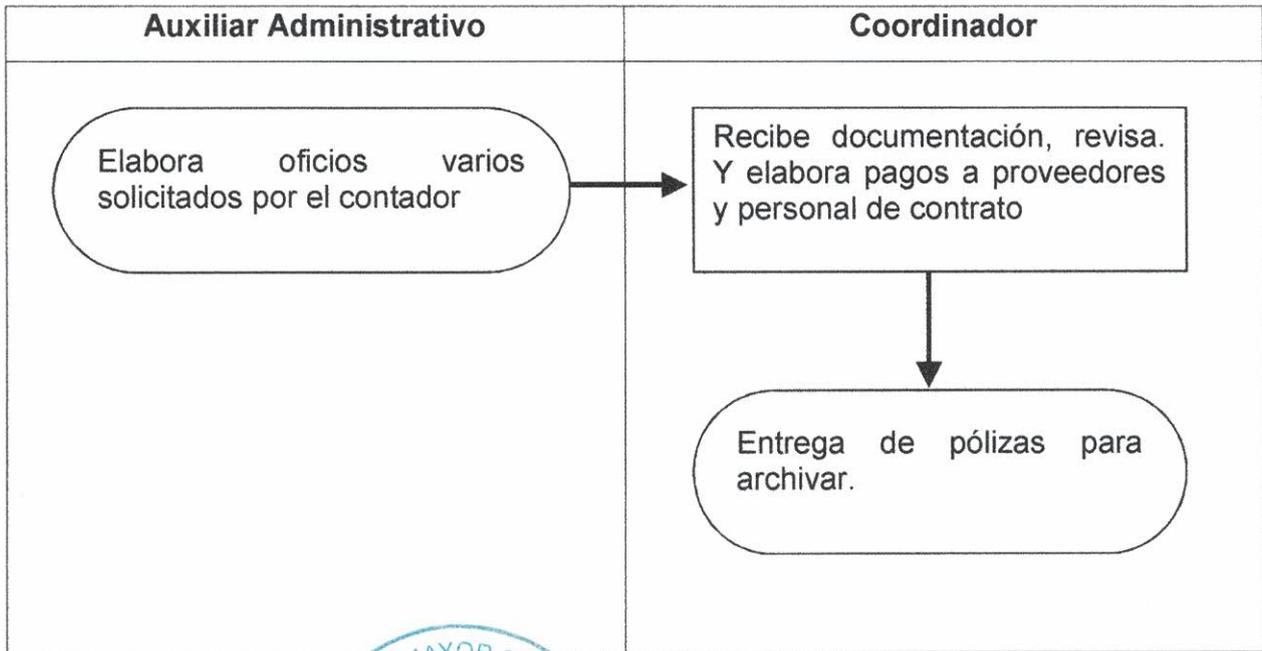 Auxiliar Administrativo
Coordinador
Elabora oficios varios
solicitados por el contador
Recibe documentación, revisa.
Y elabora pagos a proveedores
y personal de contrato
Entrega de pólizas para
archivar.
MAYOR